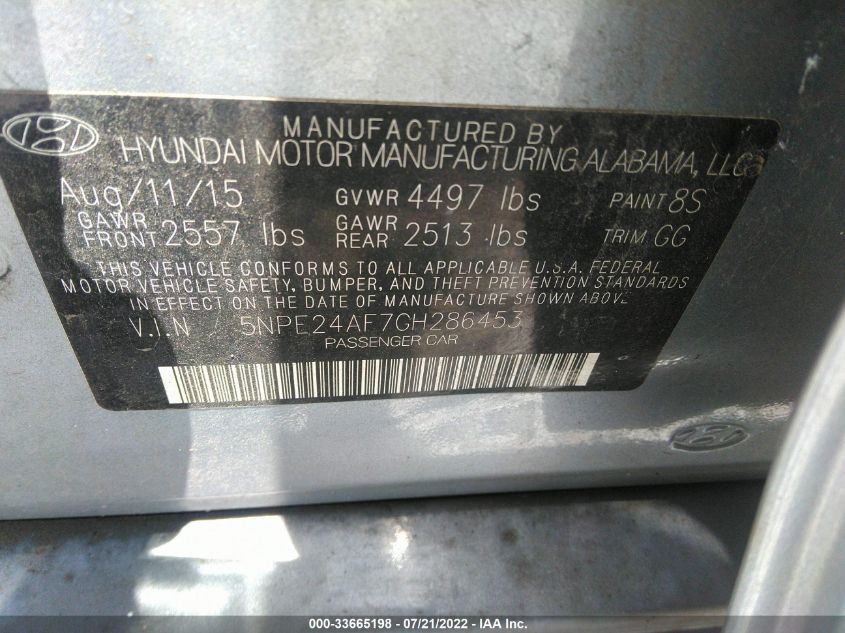 MANUFACTURED BY
HYUNDAI MOTOR MANUFACTURING ALABAMA, LLC
Aug/11/15 GVWR 4497 lbs PAINT 8S
GAWR FRONT 2557 lbs GAWR REAR 2513 lbs TRIM GG
THIS VEHICLE CONFORMS TO ALL APPLICABLE U.S.A. FEDERAL
MOTOR VEHICLE SAFETY, BUMPER, AND THEFT PREVENTION STANDARDS
IN EFFECT ON THE DATE OF MANUFACTURE SHOWN ABOVE.
V.I.N / 5NPE24AF7GH286453
PASSENGER CAR
000-33665198 - 07/21/2022 - IAA Inc.